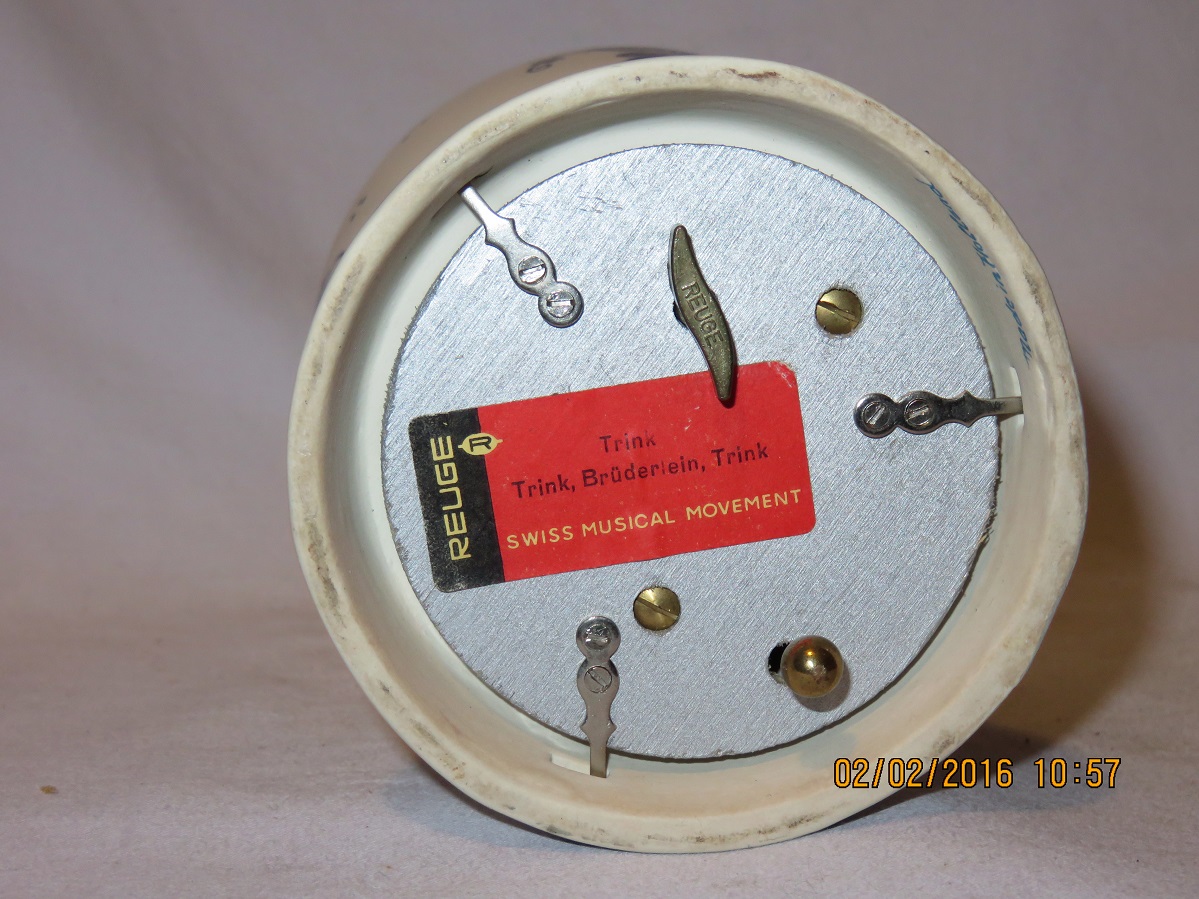 REUGE
REUGE
R
Trink
Trink, Brüderlein, Trink
SWISS MUSICAL MOVEMENT
02/02/2016 10:57